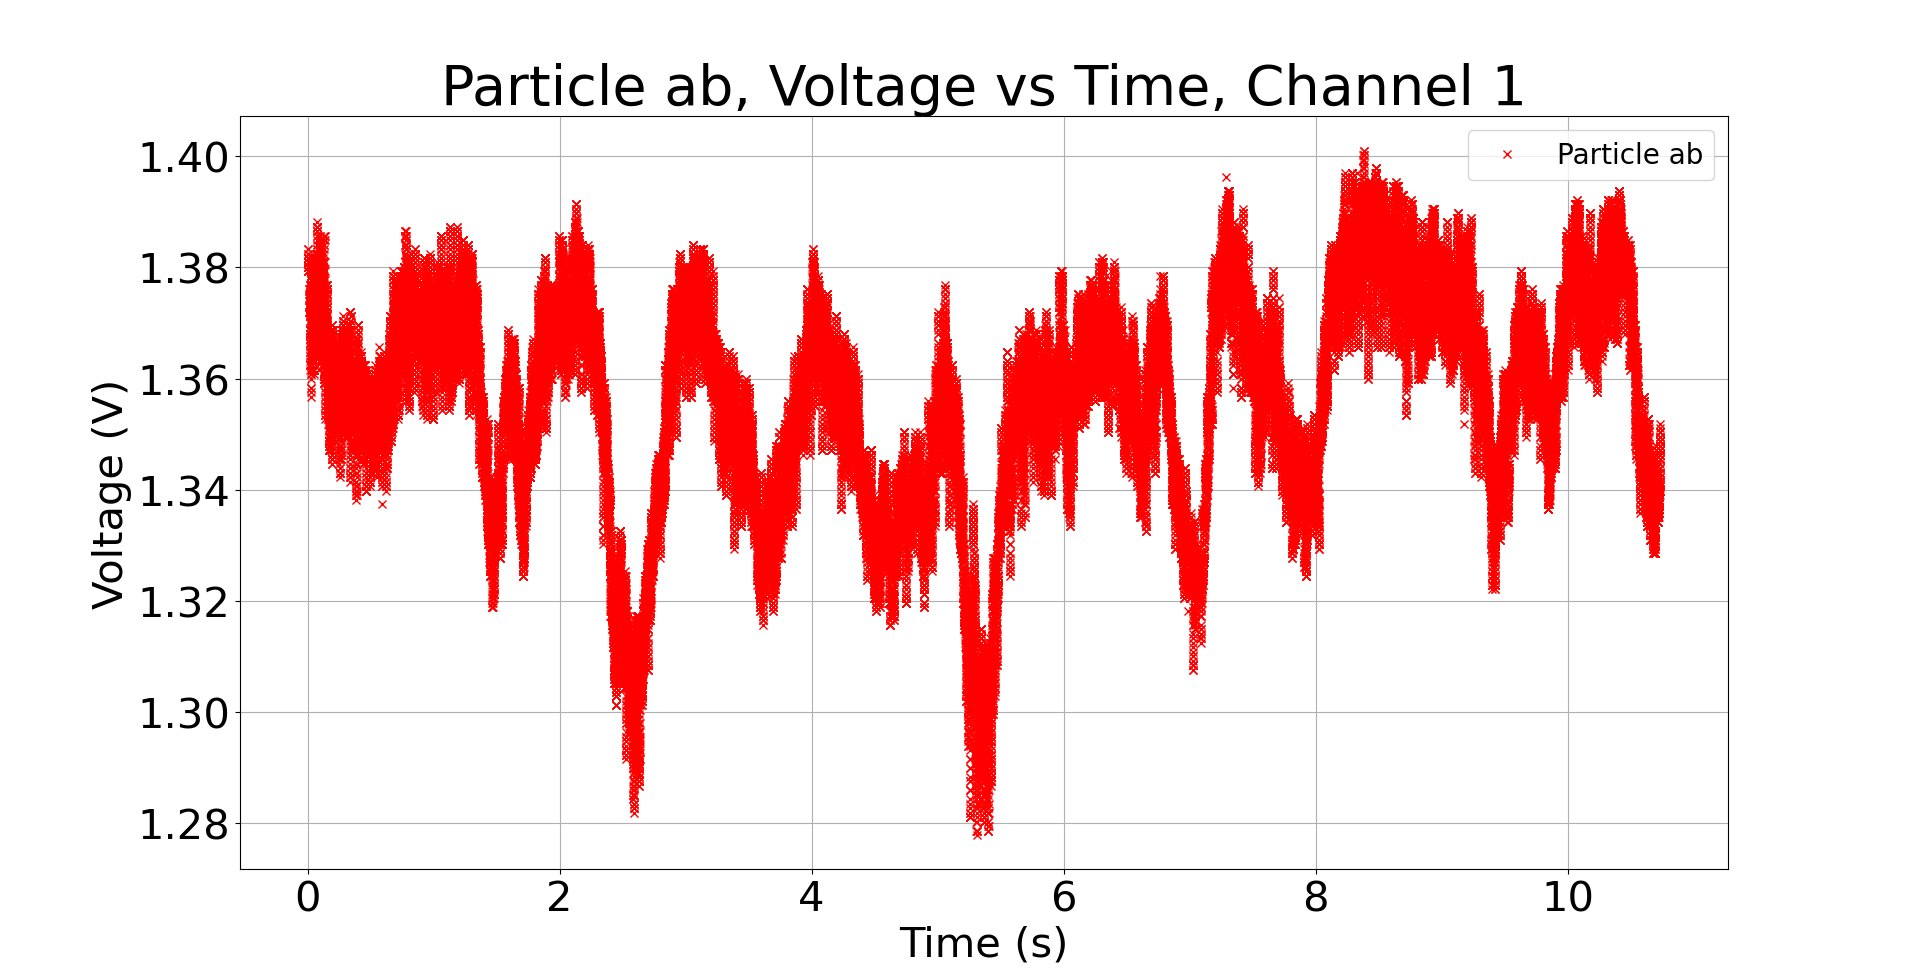 Particle ab, Voltage vs Time, Channel 1
Particle ab
1.40
1.38
1.36
1.34
1.32
1.30
1.28
Voltage (V)
0 2 4 6 8 10
Time (s)